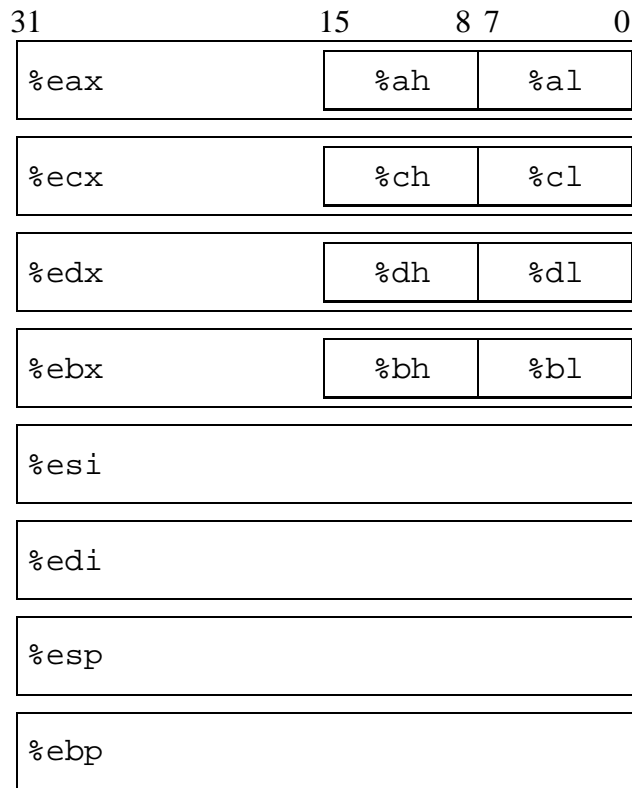 31 15 8 7 0
%eax %ah %al
%ecx %ch %cl
%edx %dh %dl
%ebx %bh %bl
%esi
%edi
%esp
%ebp